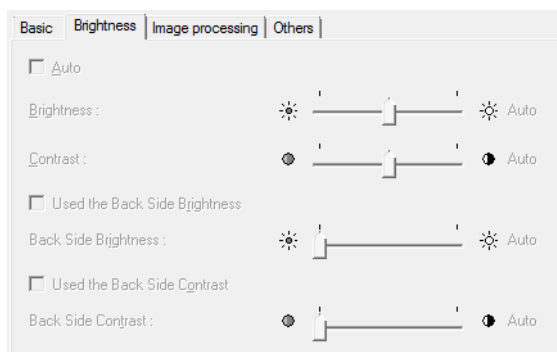 Basic Brightness Image processing Others
Auto
Brightness : Auto
Contrast : Auto
Used the Back Side Brightness
Back Side Brightness : Auto
Used the Back Side Contrast
Back Side Contrast : Auto